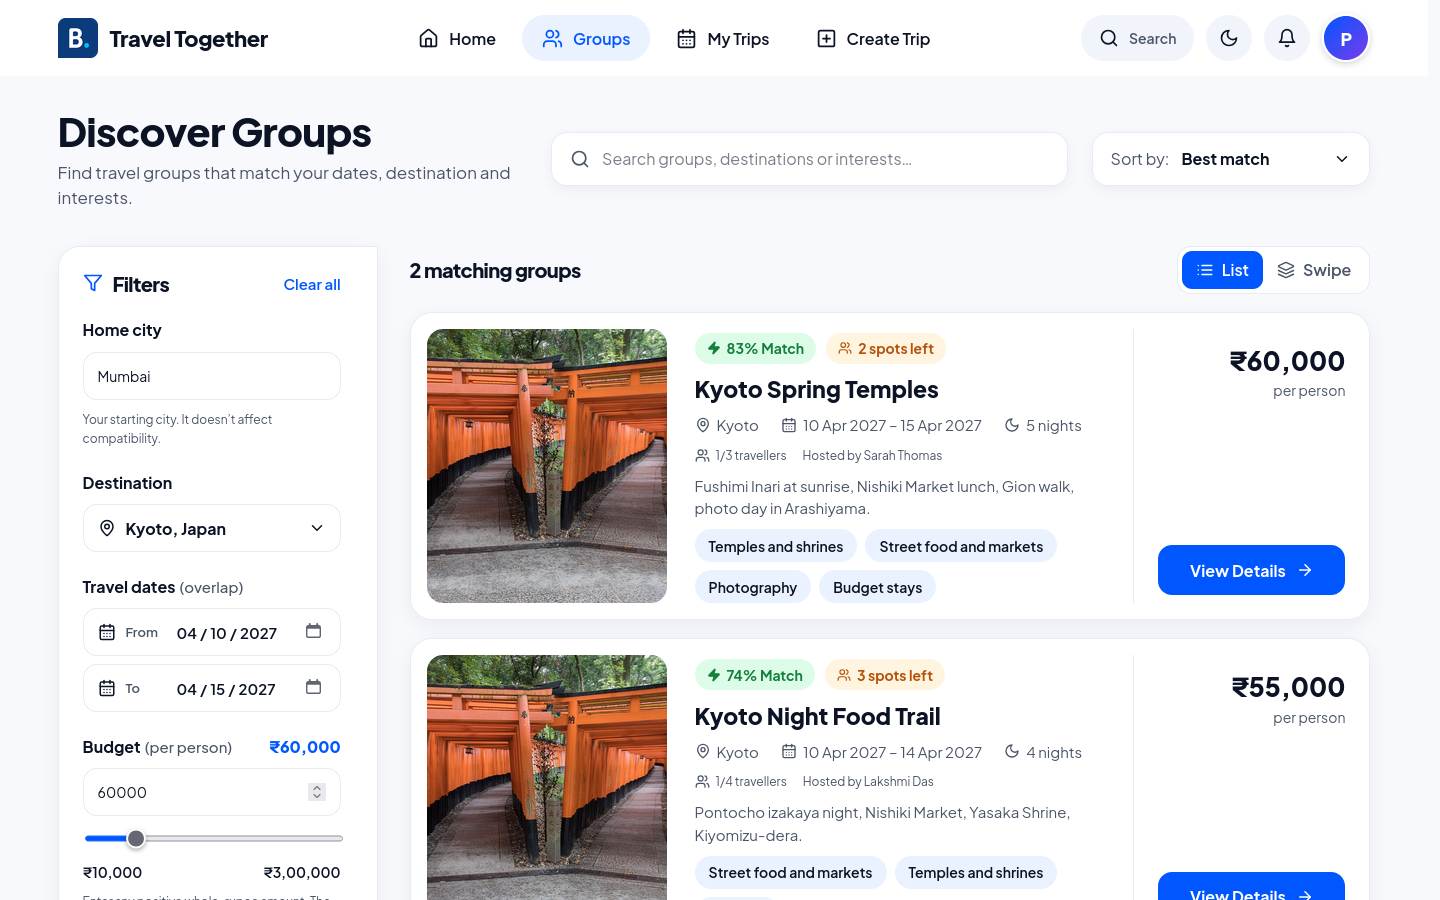 B. Travel Together
Home
Groups
My Trips
Create Trip
Search
P
Discover Groups
Find travel groups that match your dates, destination and
interests.
Search groups, destinations or interests...
Sort by: Best match
Filters
Clear all
Home city
Mumbai
Your starting city. It doesn't affect
compatibility.
Destination
Kyoto, Japan
Travel dates (overlap)
From 04 / 10 / 2027
To 04 / 15 / 2027
Budget (per person) ₹60,000
60000
₹10,000 ₹3,00,000
Enter any positive whole-rupee amount. The
2 matching groups
List
Swipe
83% Match
2 spots left
Kyoto Spring Temples
Kyoto
10 Apr 2027 – 15 Apr 2027
5 nights
1/3 travellers
Hosted by Sarah Thomas
Fushimi Inari at sunrise, Nishiki Market lunch, Gion walk,
photo day in Arashiyama.
Temples and shrines
Street food and markets
Photography
Budget stays
₹60,000
per person
View Details
74% Match
3 spots left
Kyoto Night Food Trail
Kyoto
10 Apr 2027 – 14 Apr 2027
4 nights
1/4 travellers
Hosted by Lakshmi Das
Pontocho izakaya night, Nishiki Market, Yasaka Shrine,
Kiyomizu-dera.
Street food and markets
Temples and shrines
₹55,000
per person
View Details